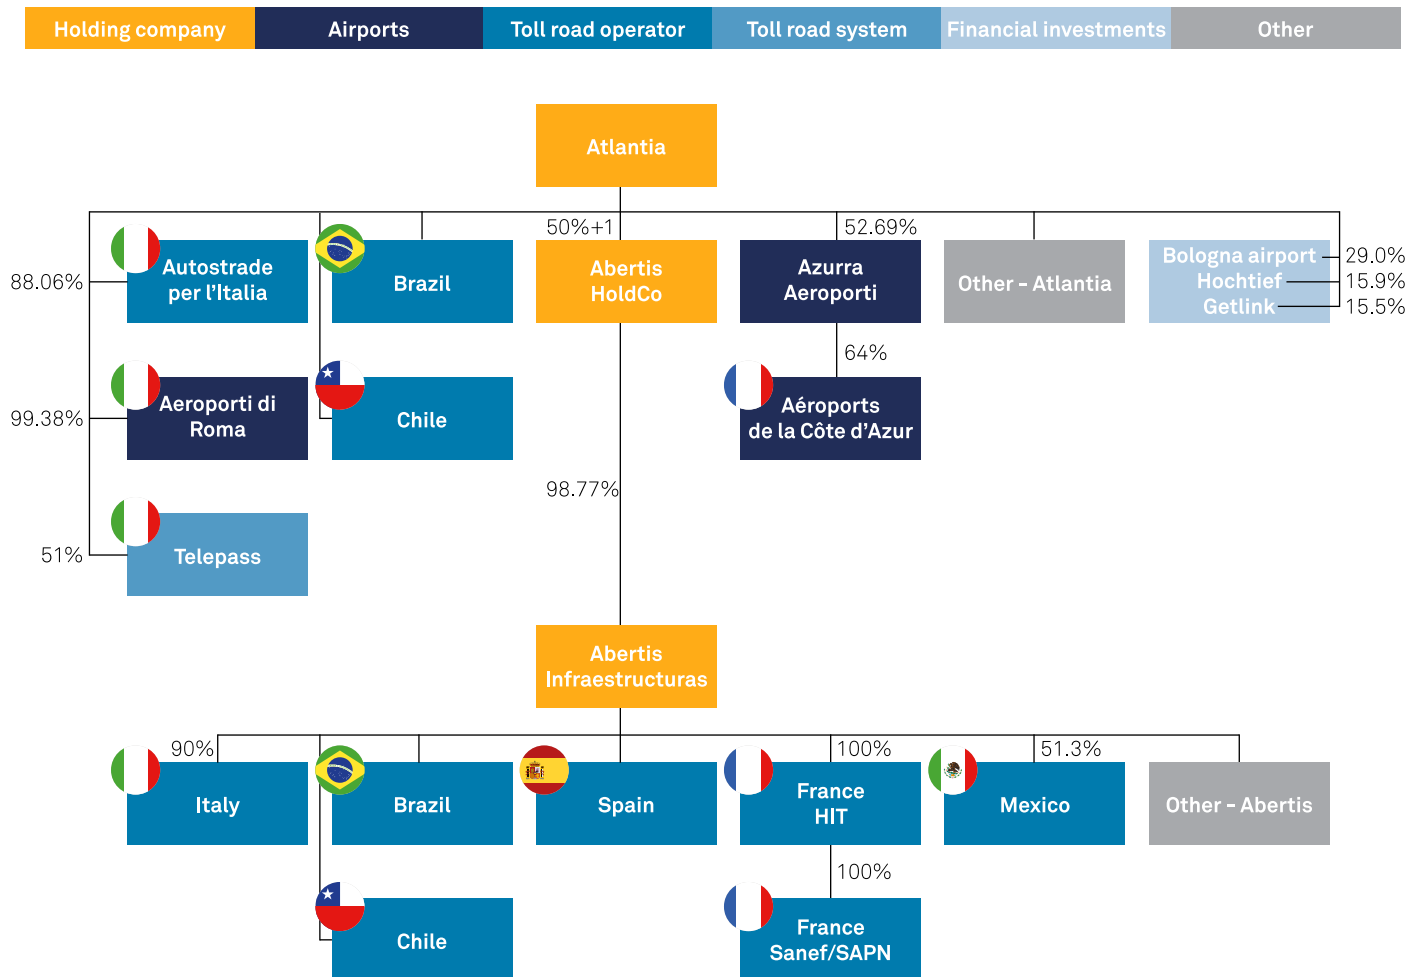 Holding company
Airports
Toll road operator
Toll road system
Financial investments
Other
Atlantia
50%+1
52.69%
88.06%
Autostrade
per l'Italia
Brazil
Abertis
HoldCo
Azurra
Aeroporti
Other - Atlantia
Bologna airport
29.0%
Hochtief
15.9%
Getlink
15.5%
64%
99.38%
Aeroporti di
Roma
Chile
Aéroports
de la Côte d'Azur
98.77%
51%
Telepass
Abertis
Infraestructuras
90%
100%
51.3%
Italy
Brazil
Spain
France
HIT
Mexico
Other - Abertis
100%
Chile
France
Sanef/SAPN